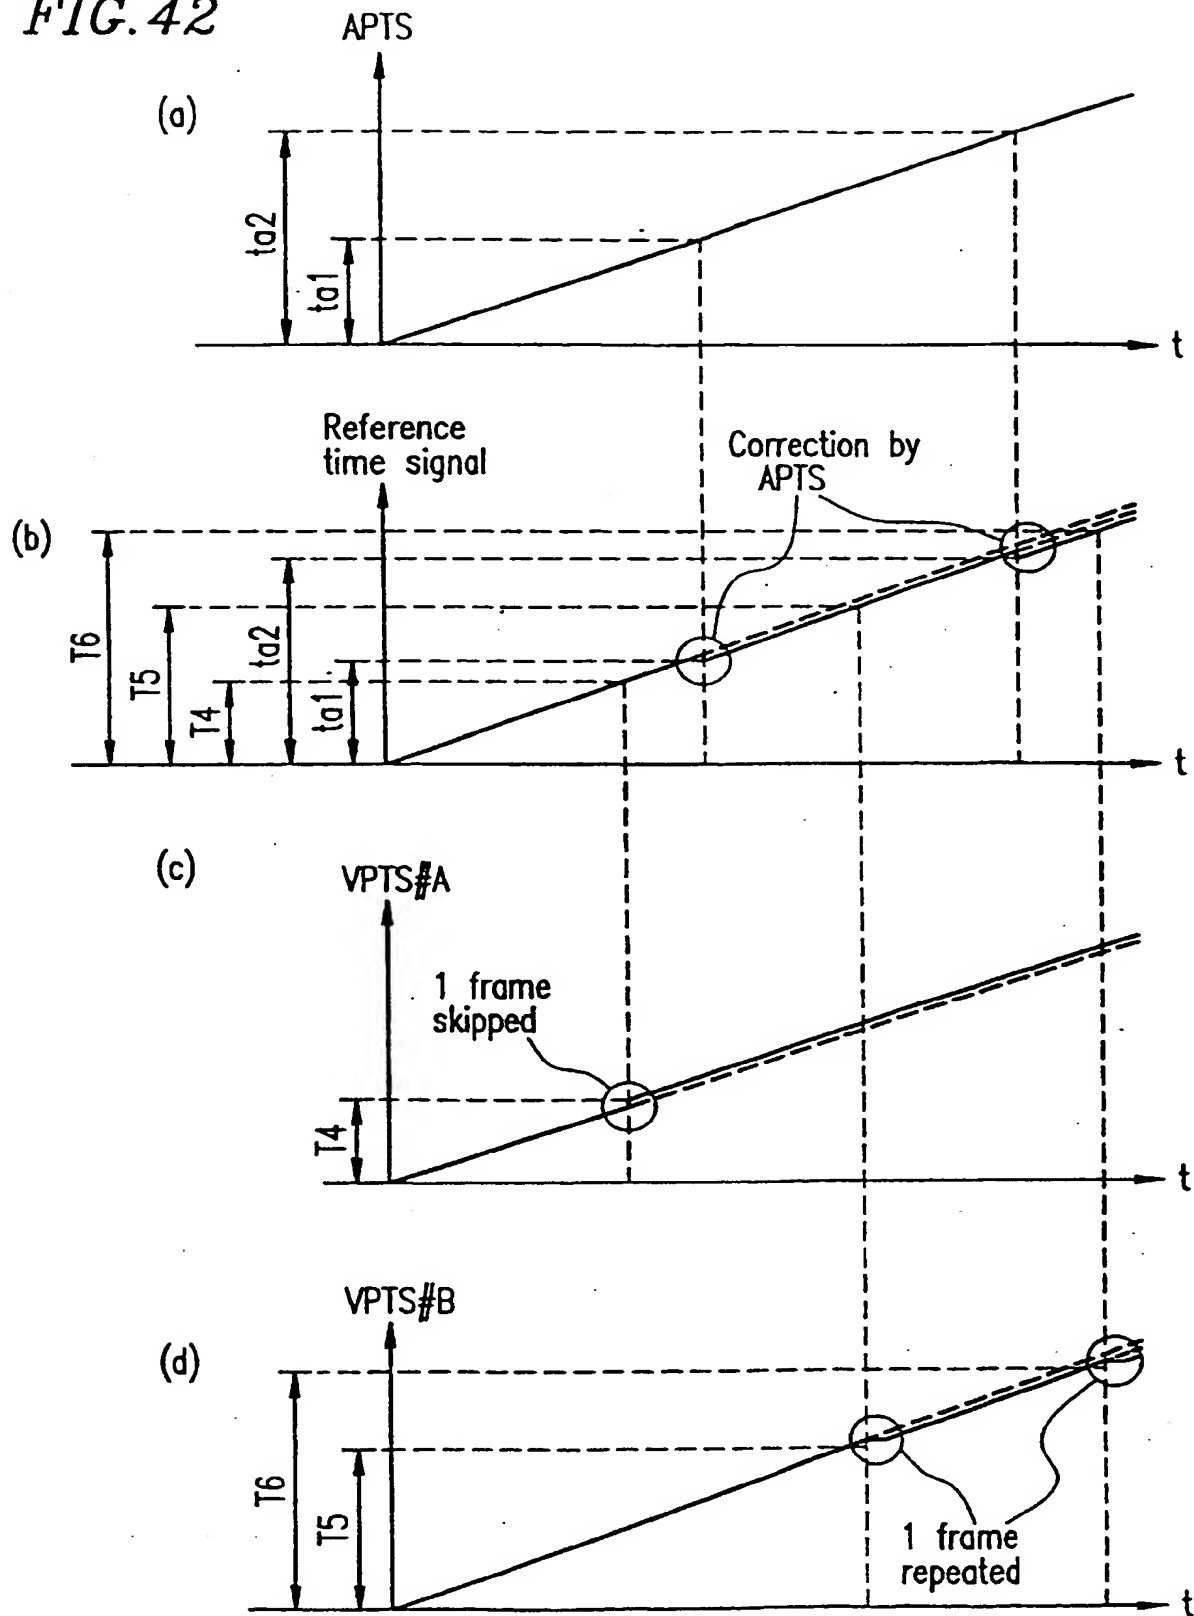 FIG. 42
APTS
(a)
ta2
ta1
t
Reference
time signal
Correction by
APTS
(b)
T6
T5
T4
ta2
ta1
t
(c)
VPTS#A
1 frame
skipped
T4
t
VPTS#B
(d)
T6
T5
1 frame
repeated
t